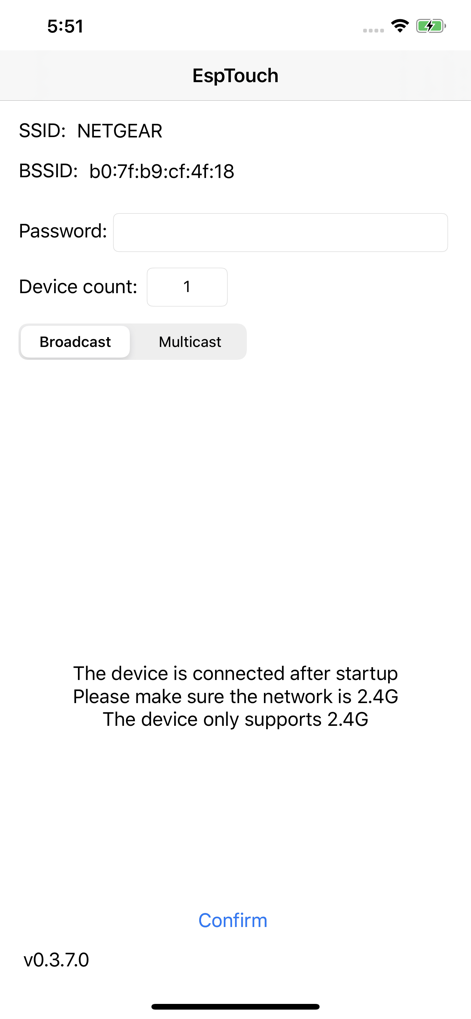 5:51
EspTouch
SSID: NETGEAR
BSSID: b0:7f:b9:cf:4f:18
Password:
Device count: 1
Broadcast Multicast
The device is connected after startup
Please make sure the network is 2.4G
The device only supports 2.4G
Confirm
v0.3.7.0